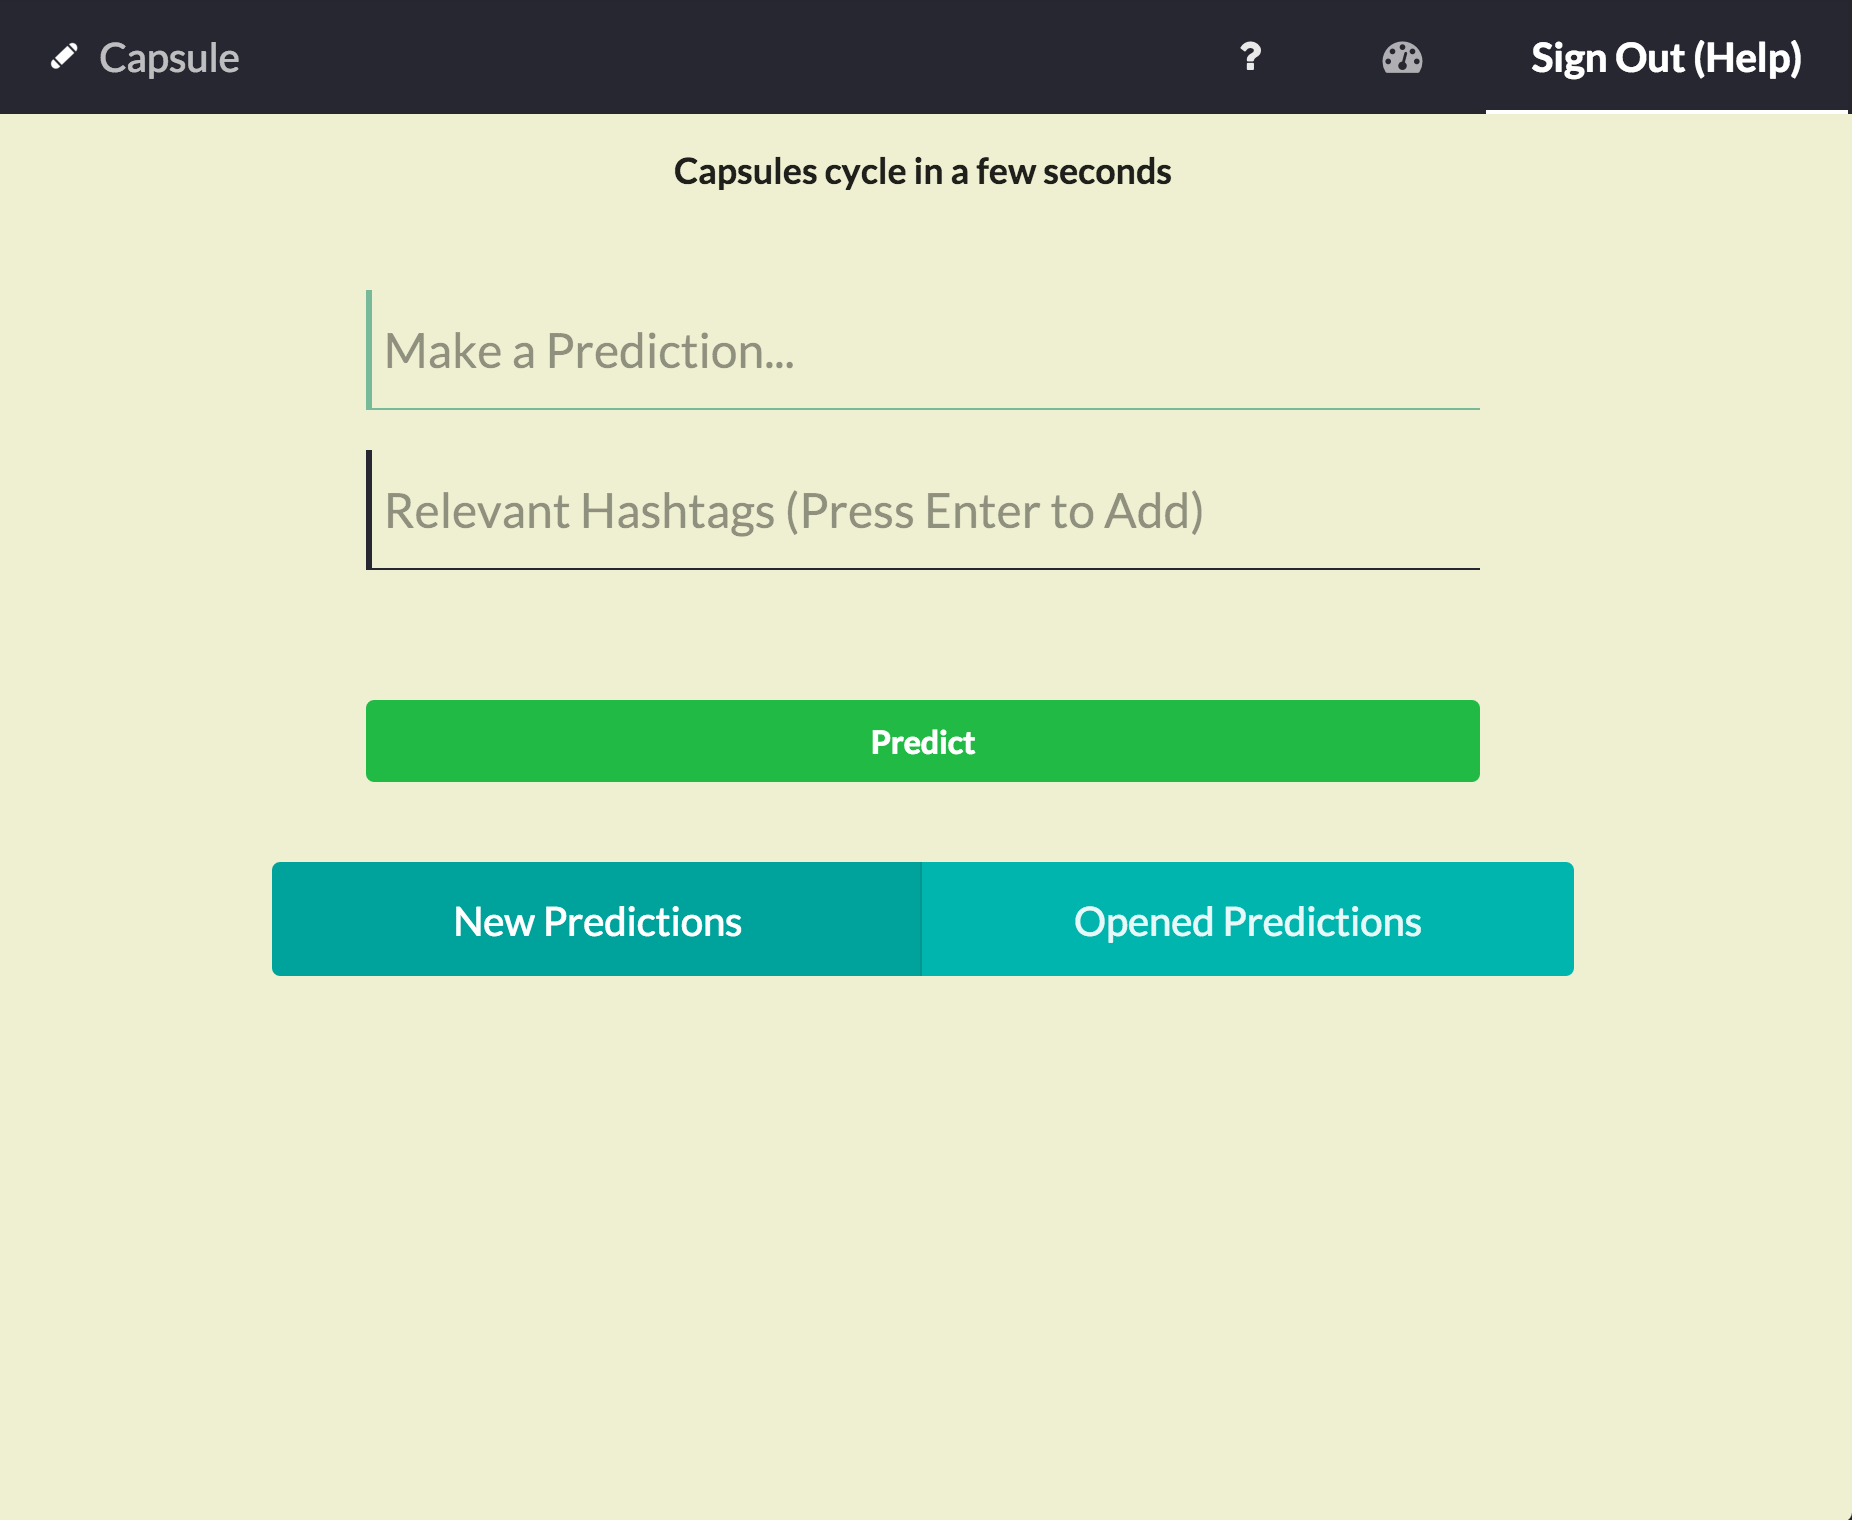 Capsule
?
Sign Out (Help)
Capsules cycle in a few seconds
Make a Prediction...
Relevant Hashtags (Press Enter to Add)
Predict
New Predictions
Opened Predictions